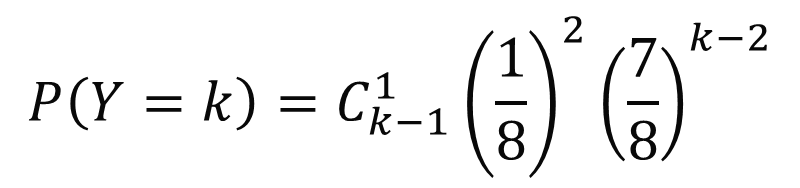 P(Y = k) = C_{k-1}^{1} (1/8)^{2} (7/8)^{k-2}